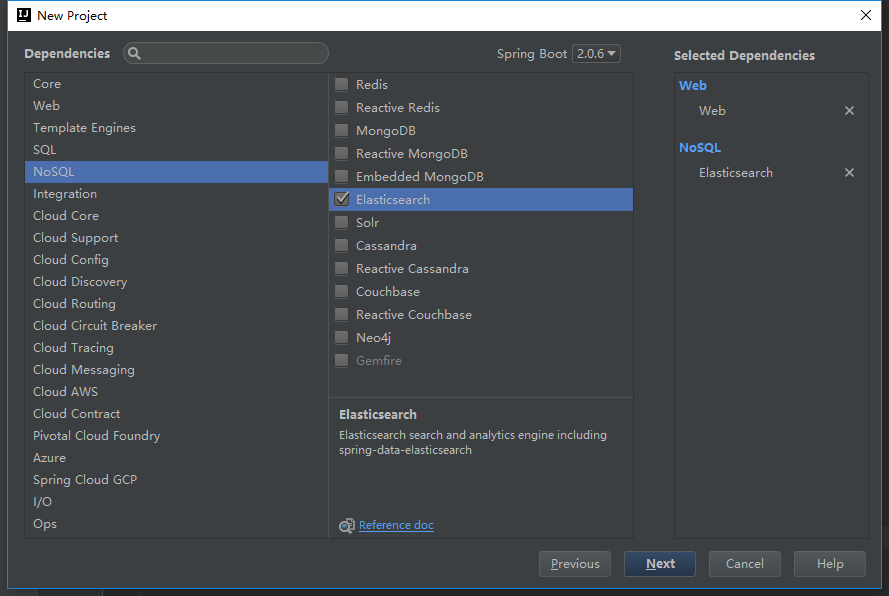 New Project
Dependencies
Spring Boot 2.0.6
Selected Dependencies
Core
Web
Template Engines
SQL
NoSQL
Integration
Cloud Core
Cloud Support
Cloud Config
Cloud Discovery
Cloud Routing
Cloud Circuit Breaker
Cloud Tracing
Cloud Messaging
Cloud AWS
Cloud Contract
Pivotal Cloud Foundry
Azure
Spring Cloud GCP
I/O
Ops
Redis
Reactive Redis
MongoDB
Reactive MongoDB
Embedded MongoDB
Elasticsearch
Solr
Cassandra
Reactive Cassandra
Couchbase
Reactive Couchbase
Neo4j
Gemfire
Elasticsearch
Elasticsearch search and analytics engine including
spring-data-elasticsearch
Reference doc
Web
Web
NoSQL
Elasticsearch
Previous
Next
Cancel
Help